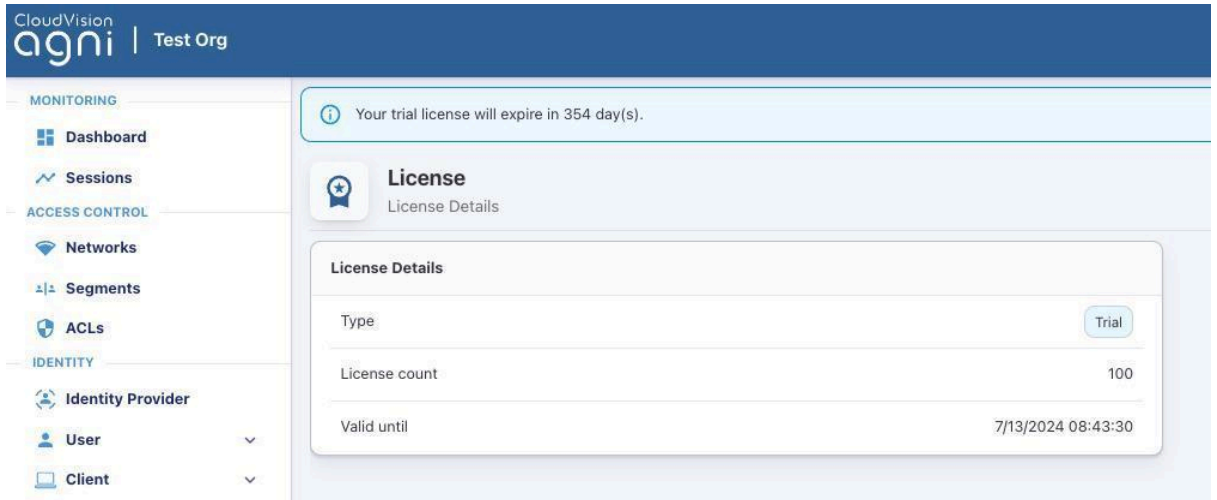 CloudVision
agni | Test Org
MONITORING
Dashboard
Sessions
ACCESS CONTROL
Networks
Segments
ACLs
IDENTITY
Identity Provider
User
Client
Your trial license will expire in 354 day(s).
License
License Details
License Details
Type Trial
License count 100
Valid until 7/13/2024 08:43:30